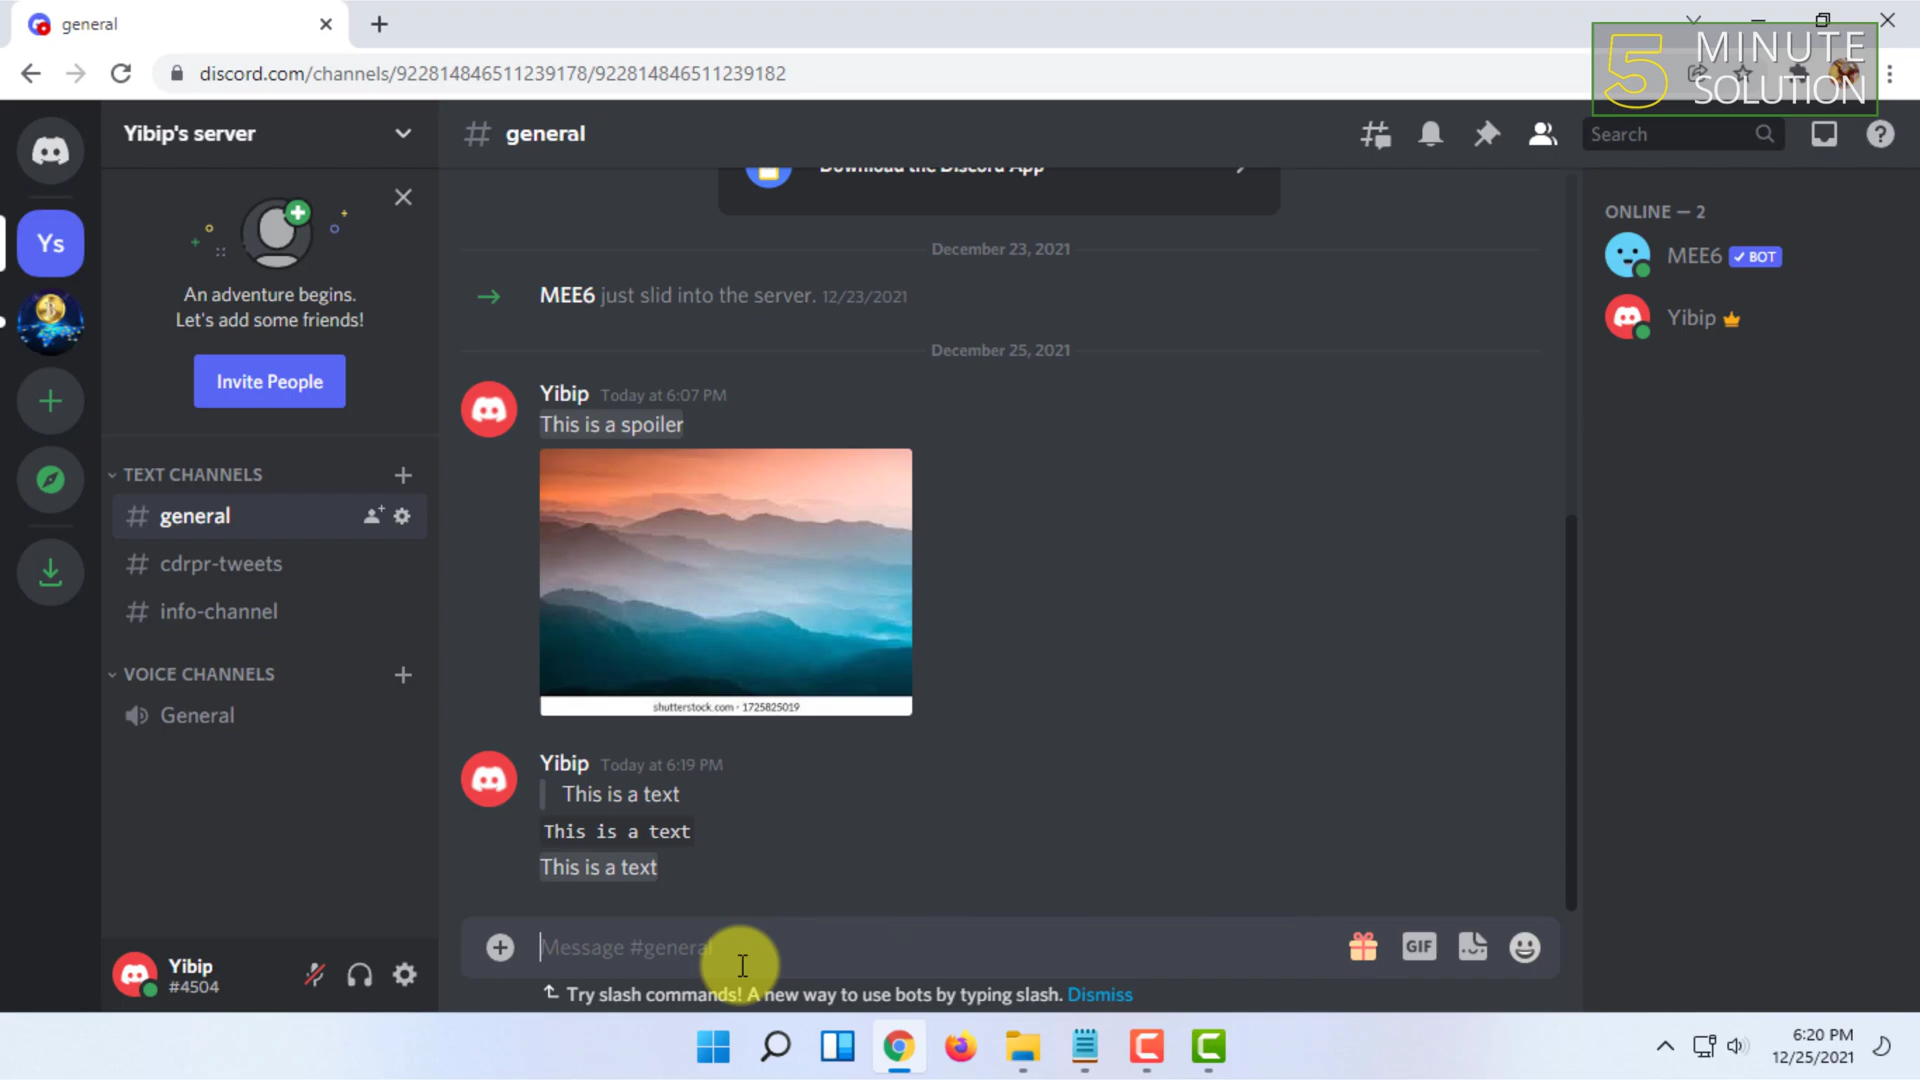 general
discord.com/channels/922814846511239178/922814846511239182
5 MINUTE
SOLUTION
Yibip's server
general
Search
Download the Discord App
Ys
An adventure begins.
Let's add some friends!
Invite People
TEXT CHANNELS
general
cdrpr-tweets
info-channel
VOICE CHANNELS
General
December 23, 2021
MEE6 just slid into the server. 12/23/2021
December 25, 2021
Yibip Today at 6:07 PM
This is a spoiler
shutterstock.com · 1725825019
Yibip Today at 6:19 PM
This is a text
This is a text
This is a text
Message #general
GIF
Try slash commands! A new way to use bots by typing slash. Dismiss
ONLINE — 2
MEE6 BOT
Yibip
Yibip
#4504
6:20 PM
12/25/2021